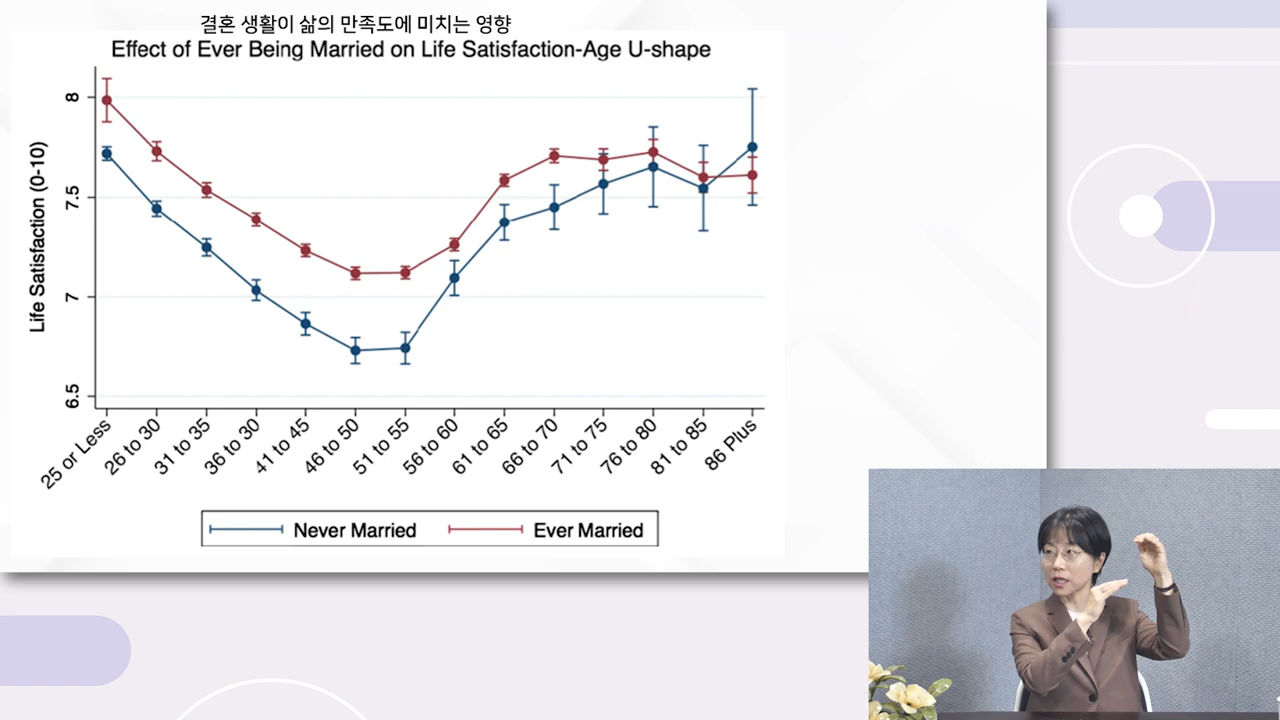 결혼 생활이 삶의 만족도에 미치는 영향
Effect of Ever Being Married on Life Satisfaction-Age U-shape
Life Satisfaction (0-10)
8
7.5
7
6.5
25 or Less
26 to 30
31 to 35
36 to 30
41 to 45
46 to 50
51 to 55
56 to 60
61 to 65
66 to 70
71 to 75
76 to 80
81 to 85
86 Plus
Never Married
Ever Married